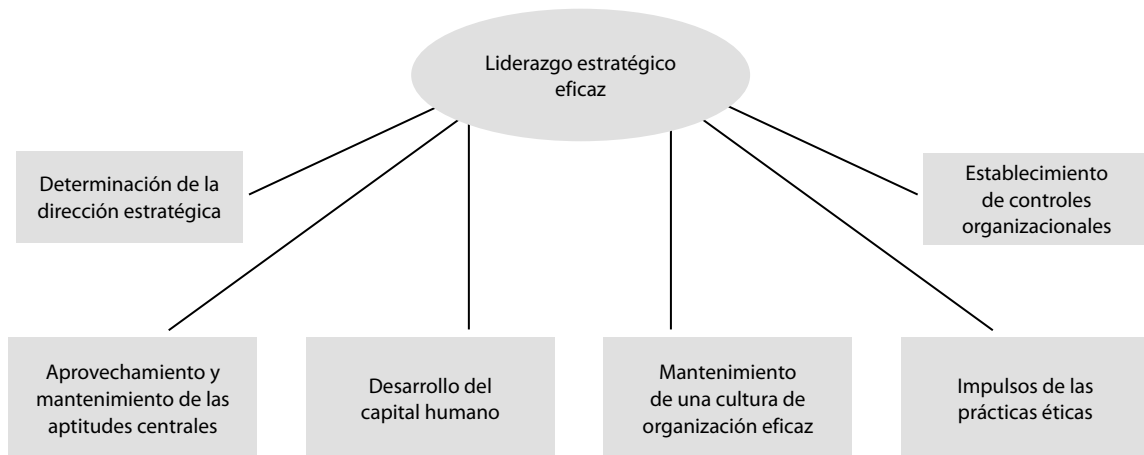 Liderazgo estratégico
eficaz
Determinación de la
dirección estratégica
Establecimiento
de controles
organizacionales
Aprovechamiento y
mantenimiento de las
aptitudes centrales
Desarrollo del
capital humano
Mantenimiento
de una cultura de
organización eficaz
Impulsos de las
prácticas éticas